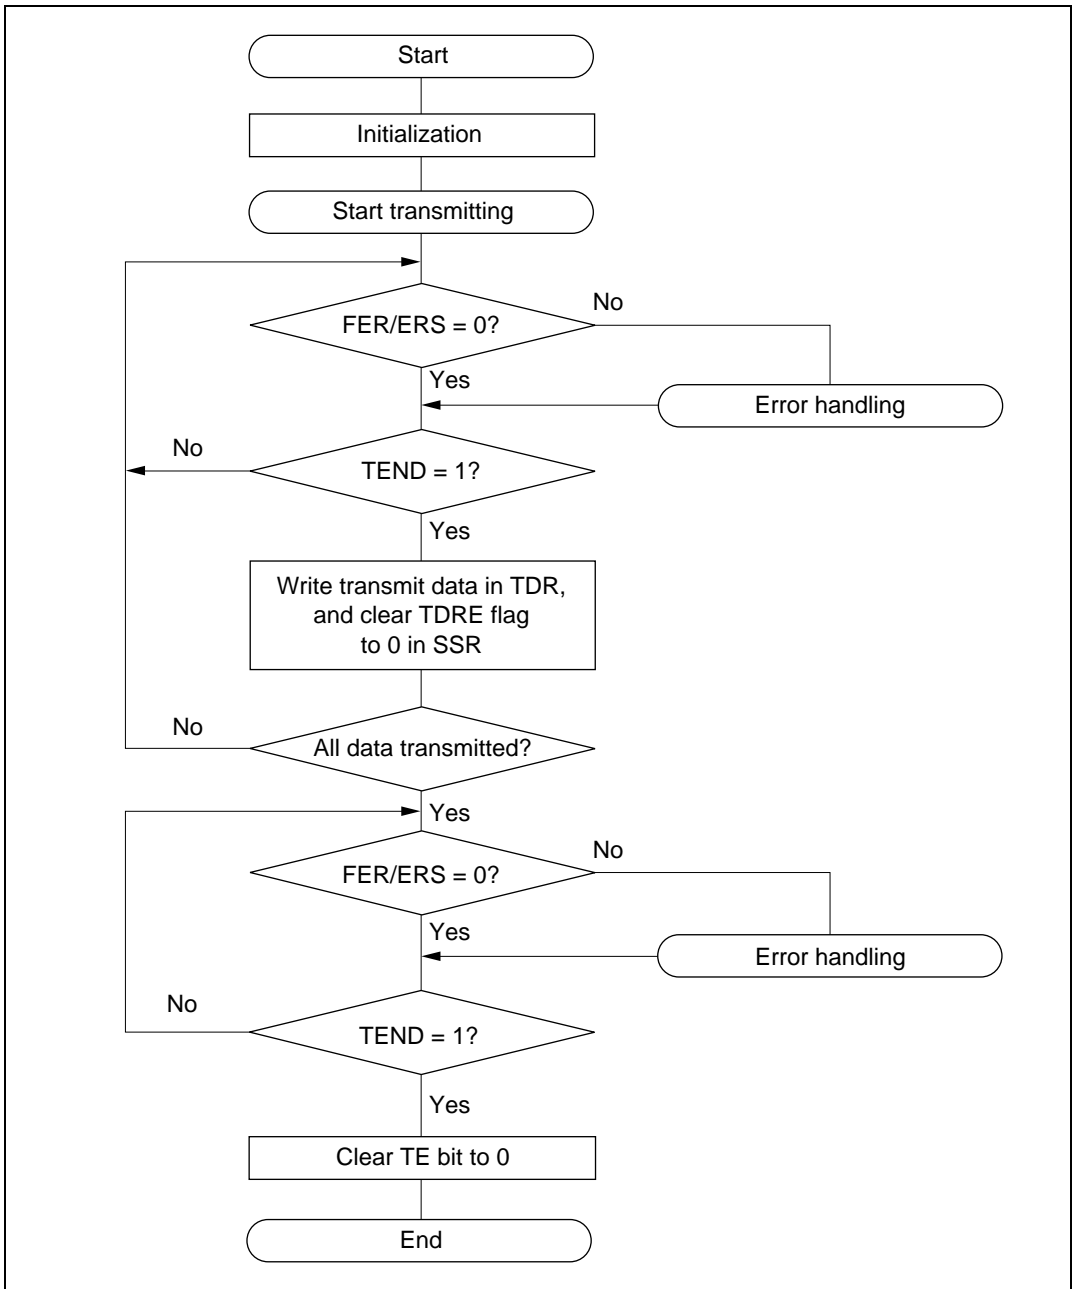 Start
Initialization
Start transmitting
No
FER/ERS = 0?
Yes
Error handling
No
TEND = 1?
Yes
Write transmit data in TDR,
and clear TDRE flag
to 0 in SSR
No
All data transmitted?
Yes
No
FER/ERS = 0?
Yes
Error handling
No
TEND = 1?
Yes
Clear TE bit to 0
End